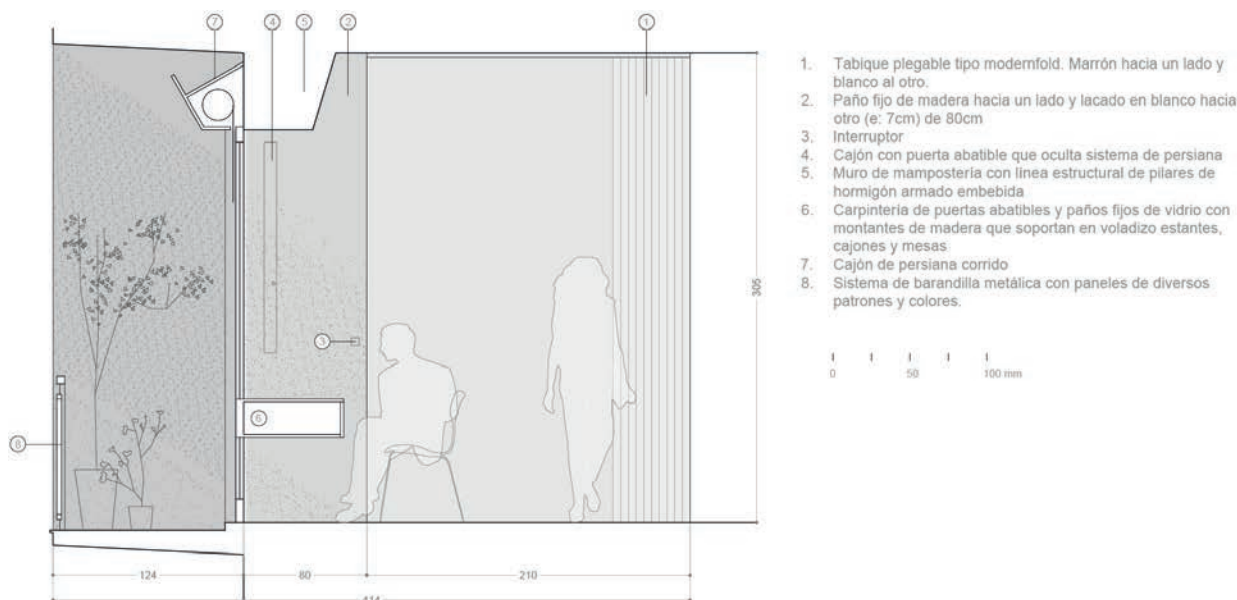 7
4
5
2
1
1. Tabique plegable tipo modernfold. Marrón hacia un lado y
blanco al otro.
2. Paño fijo de madera hacia un lado y lacado en blanco hacia
otro (e: 7cm) de 80cm
3. Interruptor
4. Cajón con puerta abatible que oculta sistema de persiana
5. Muro de mampostería con línea estructural de pilares de
hormigón armado embebida
6. Carpintería de puertas abatibles y paños fijos de vidrio con
montantes de madera que soportan en voladizo estantes,
cajones y mesas
7. Cajón de persiana corrido
8. Sistema de barandilla metálica con paneles de diversos
patrones y colores.
305
3
0 50 100 mm
6
8
124 80 210
414